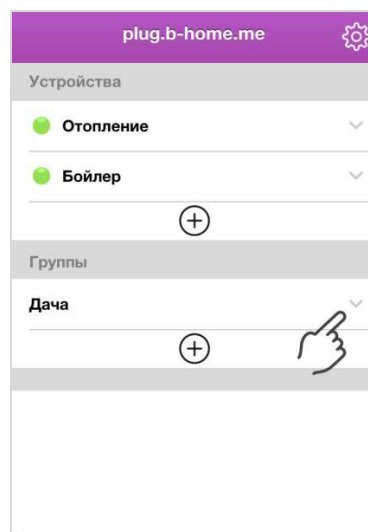 plug.b-home.me
Устройства
Отопление
Бойлер
Группы
Дача